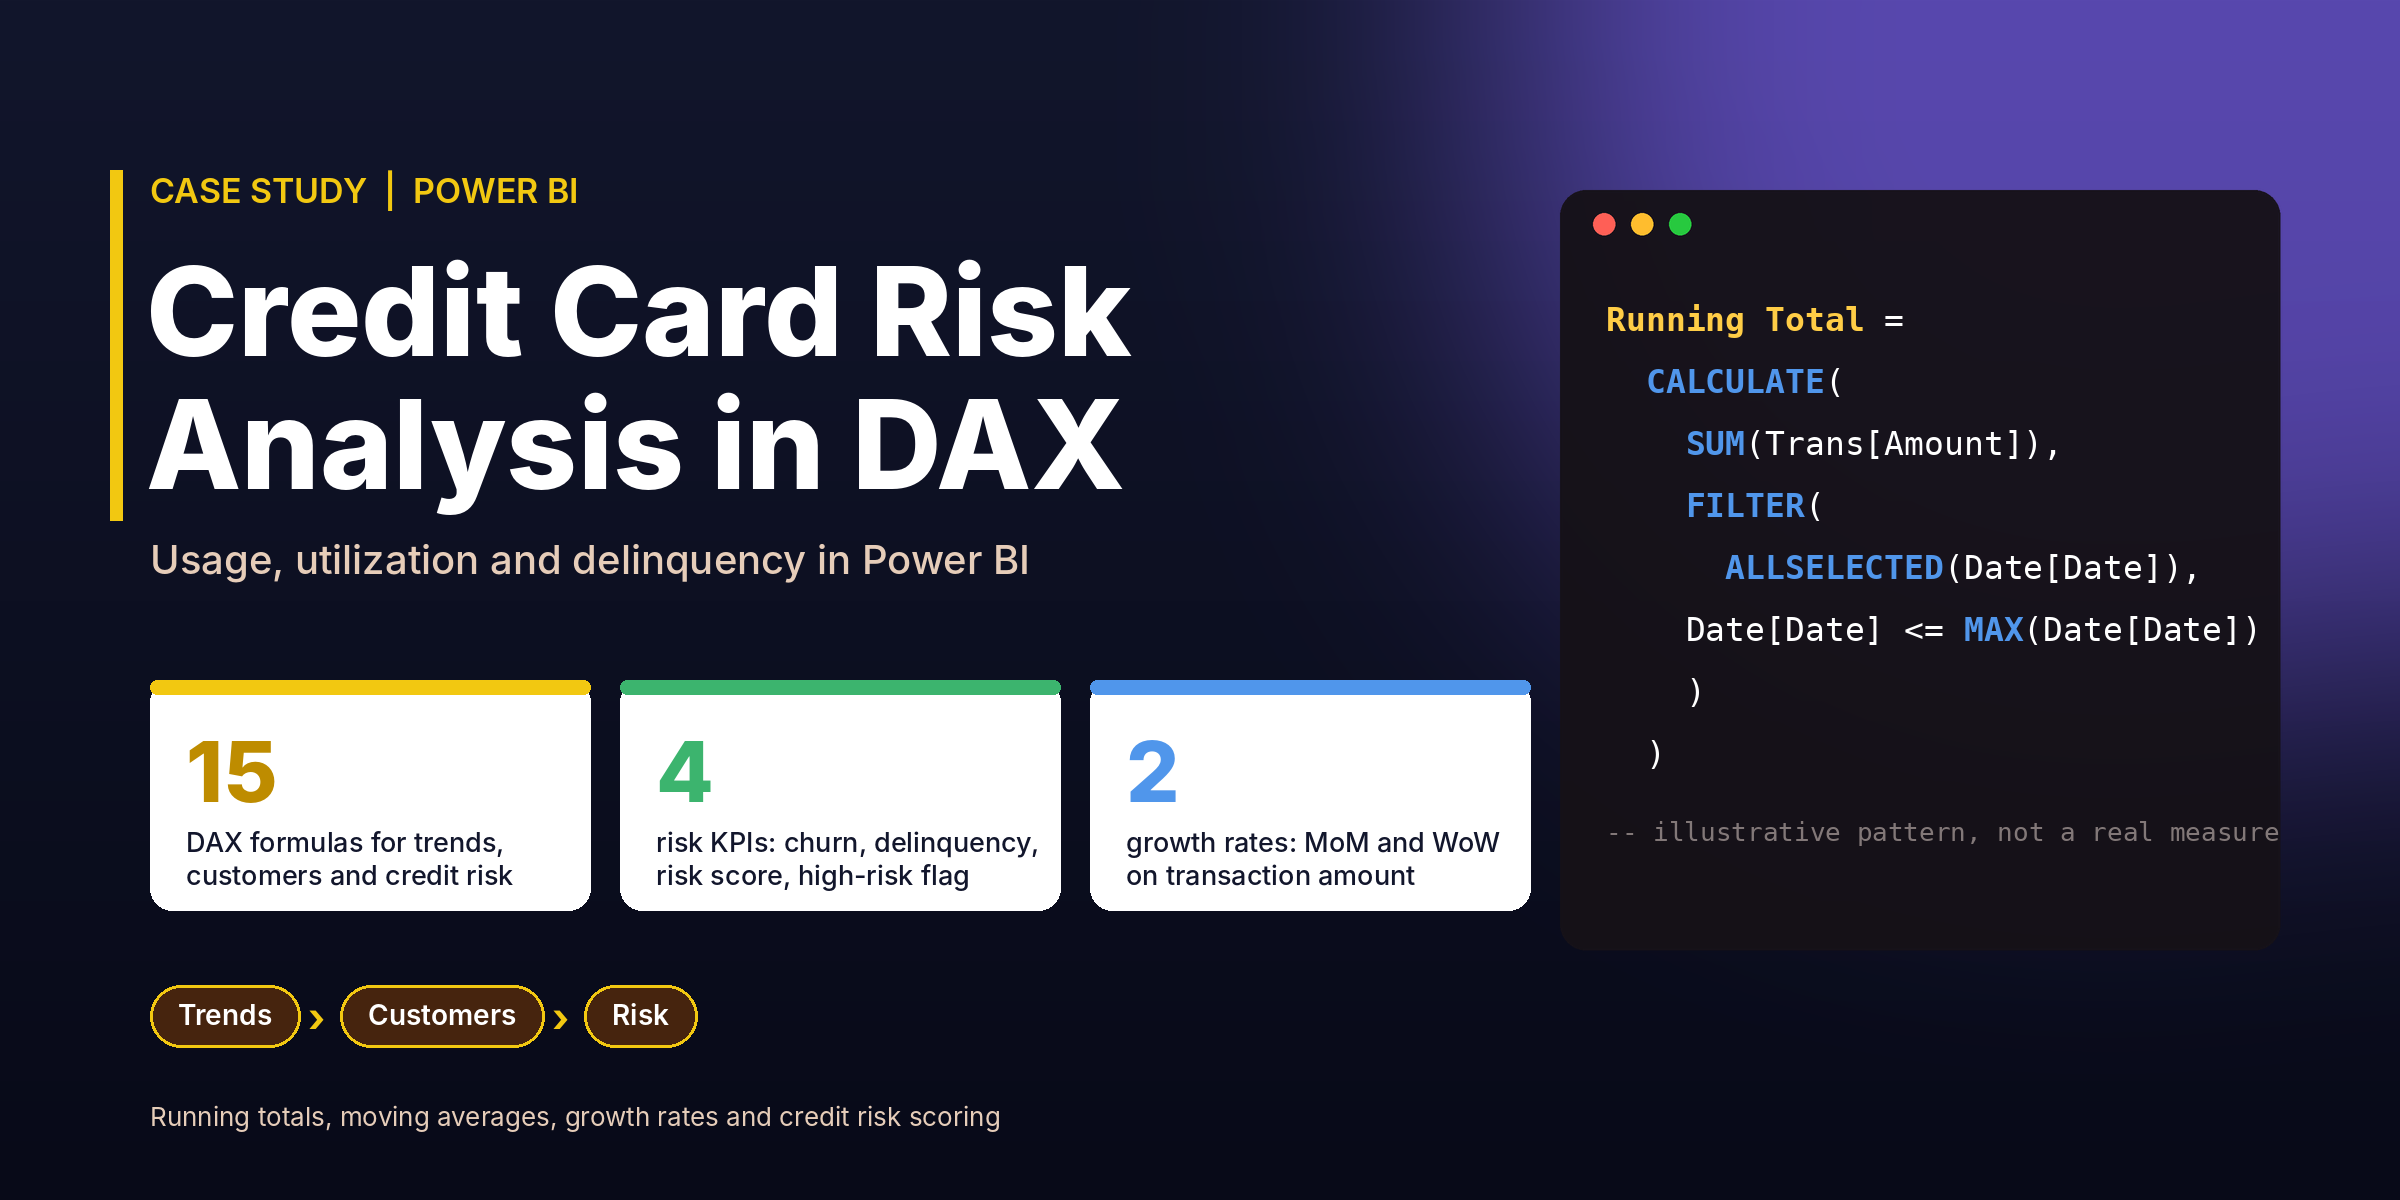 CASE STUDY | POWER BI
Credit Card Risk
Analysis in DAX
Usage, utilization and delinquency in Power BI
15
DAX formulas for trends,
customers and credit risk
4
risk KPIs: churn, delinquency,
risk score, high-risk flag
2
growth rates: MoM and WoW
on transaction amount
Trends › Customers › Risk
Running totals, moving averages, growth rates and credit risk scoring
Running Total =
CALCULATE(
SUM(Trans[Amount]),
FILTER(
ALLSELECTED(Date[Date]),
Date[Date] <= MAX(Date[Date])
)
)
-- illustrative pattern, not a real measure